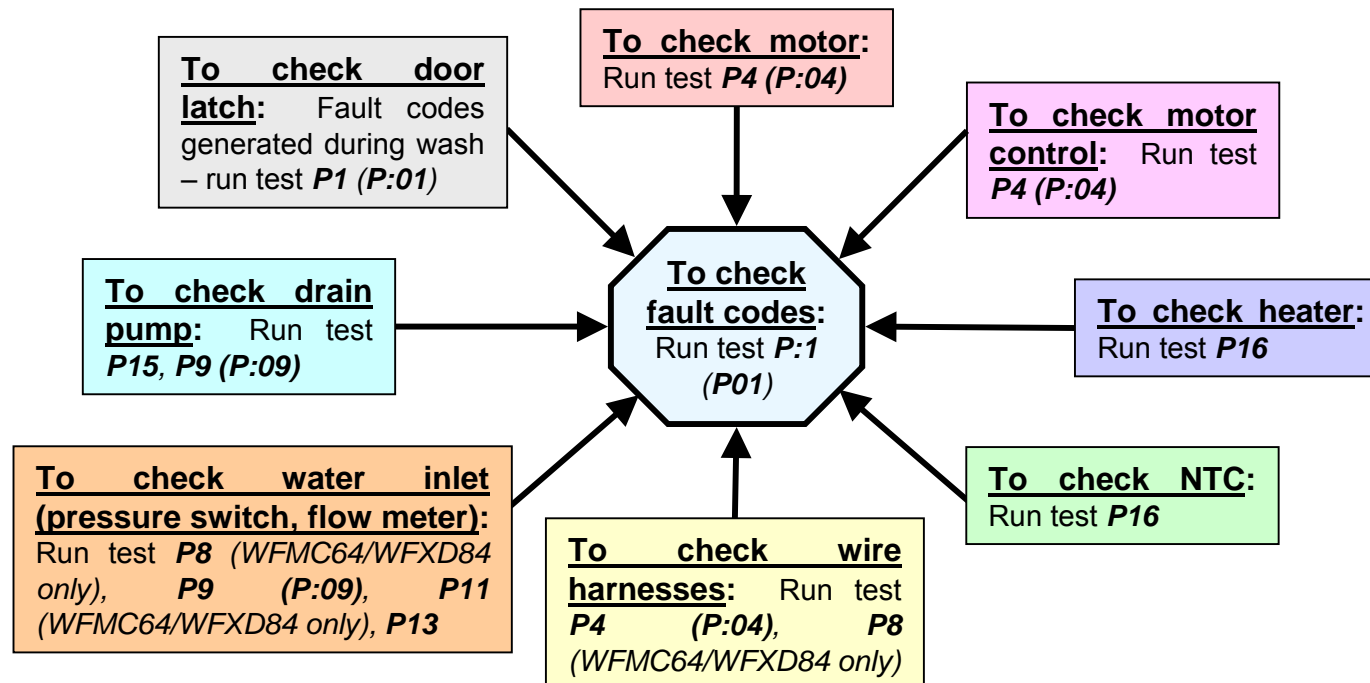 To check motor:
Run test P4 (P:04)
To check door
latch: Fault codes
generated during wash
– run test P1 (P:01)
To check motor
control: Run test
P4 (P:04)
To check
fault codes:
Run test P:1
(P01)
To check drain
pump: Run test
P15, P9 (P:09)
To check heater:
Run test P16
To check water inlet
(pressure switch, flow meter):
Run test P8 (WFMC64/WFXD84
only), P9 (P:09), P11
(WFMC64/WFXD84 only), P13
To check wire
harnesses: Run test
P4 (P:04), P8
(WFMC64/WFXD84 only)
To check NTC:
Run test P16